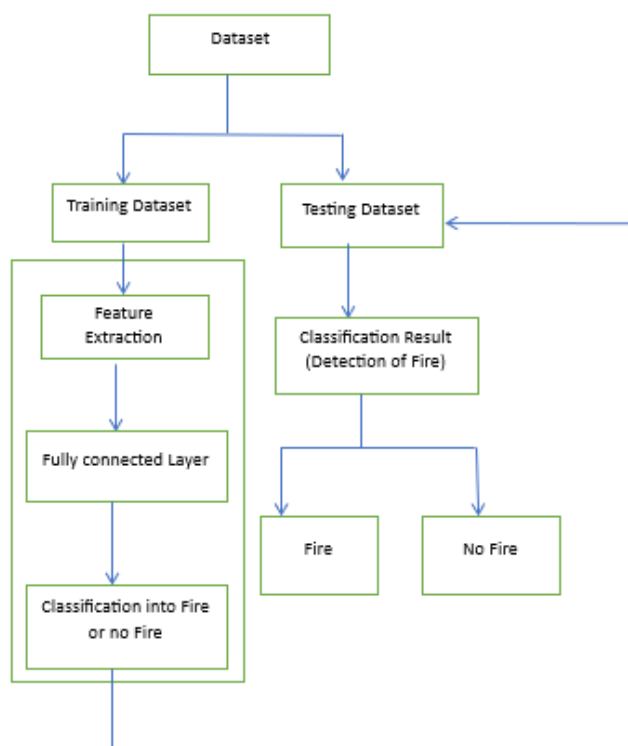 Dataset
Training Dataset
Testing Dataset
Feature
Extraction
Classification Result
(Detection of Fire)
Fully connected Layer
Fire
No Fire
Classification into Fire
or no Fire